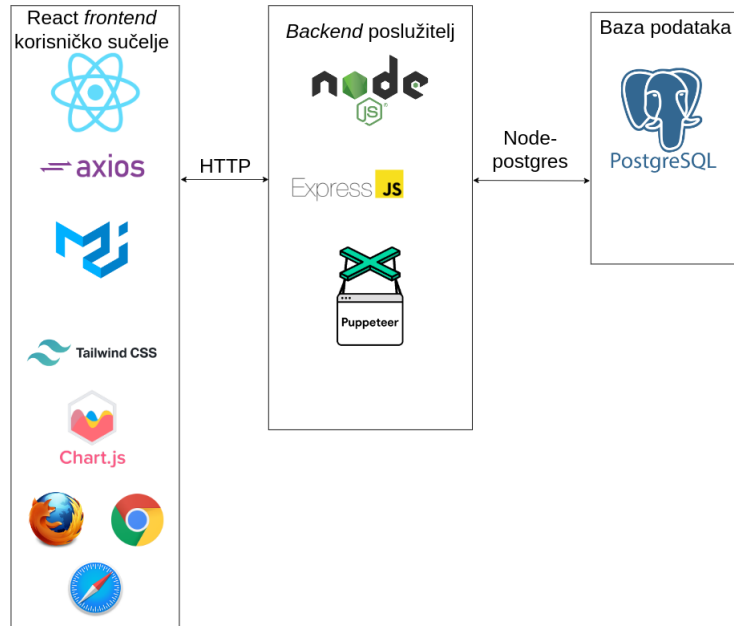 React frontend
korisničko sučelje
axios
Tailwind CSS
Chart.js
HTTP
Backend poslužitelj
node
JS
Express JS
Puppeteer
Node-
postgres
Baza podataka
PostgreSQL